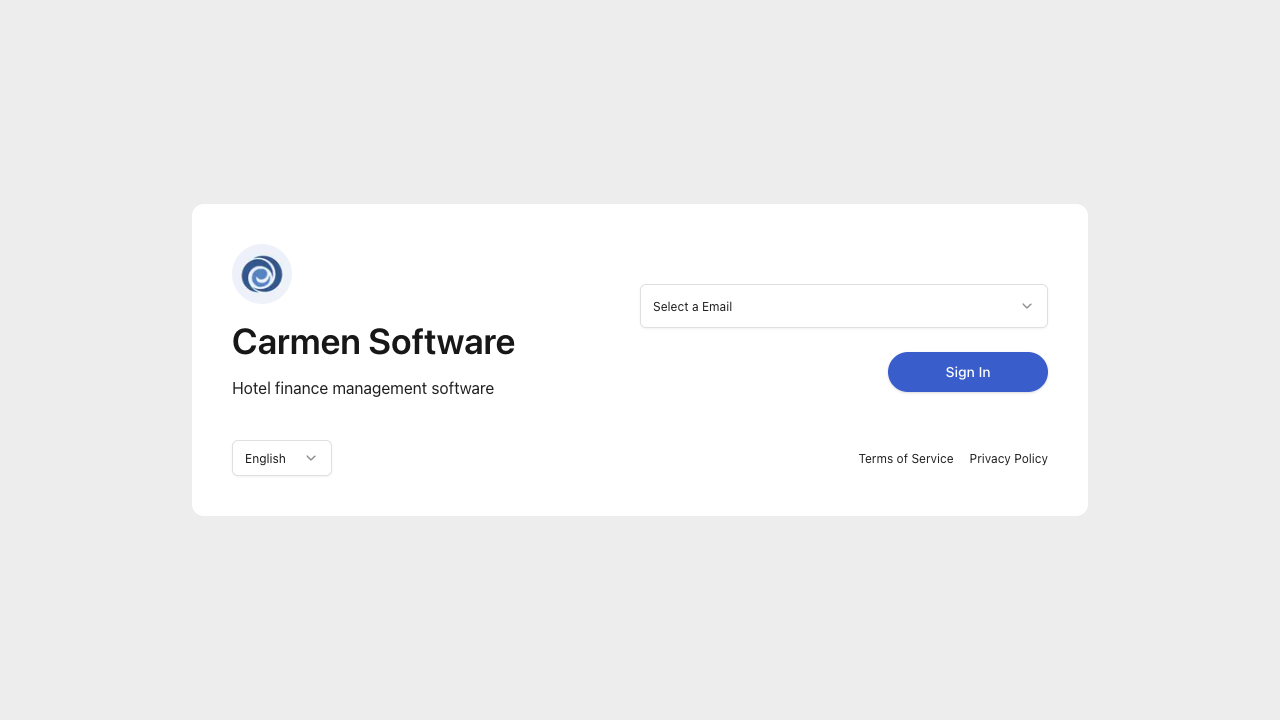 Carmen Software
Hotel finance management software
Select a Email
Sign In
English
Terms of Service
Privacy Policy